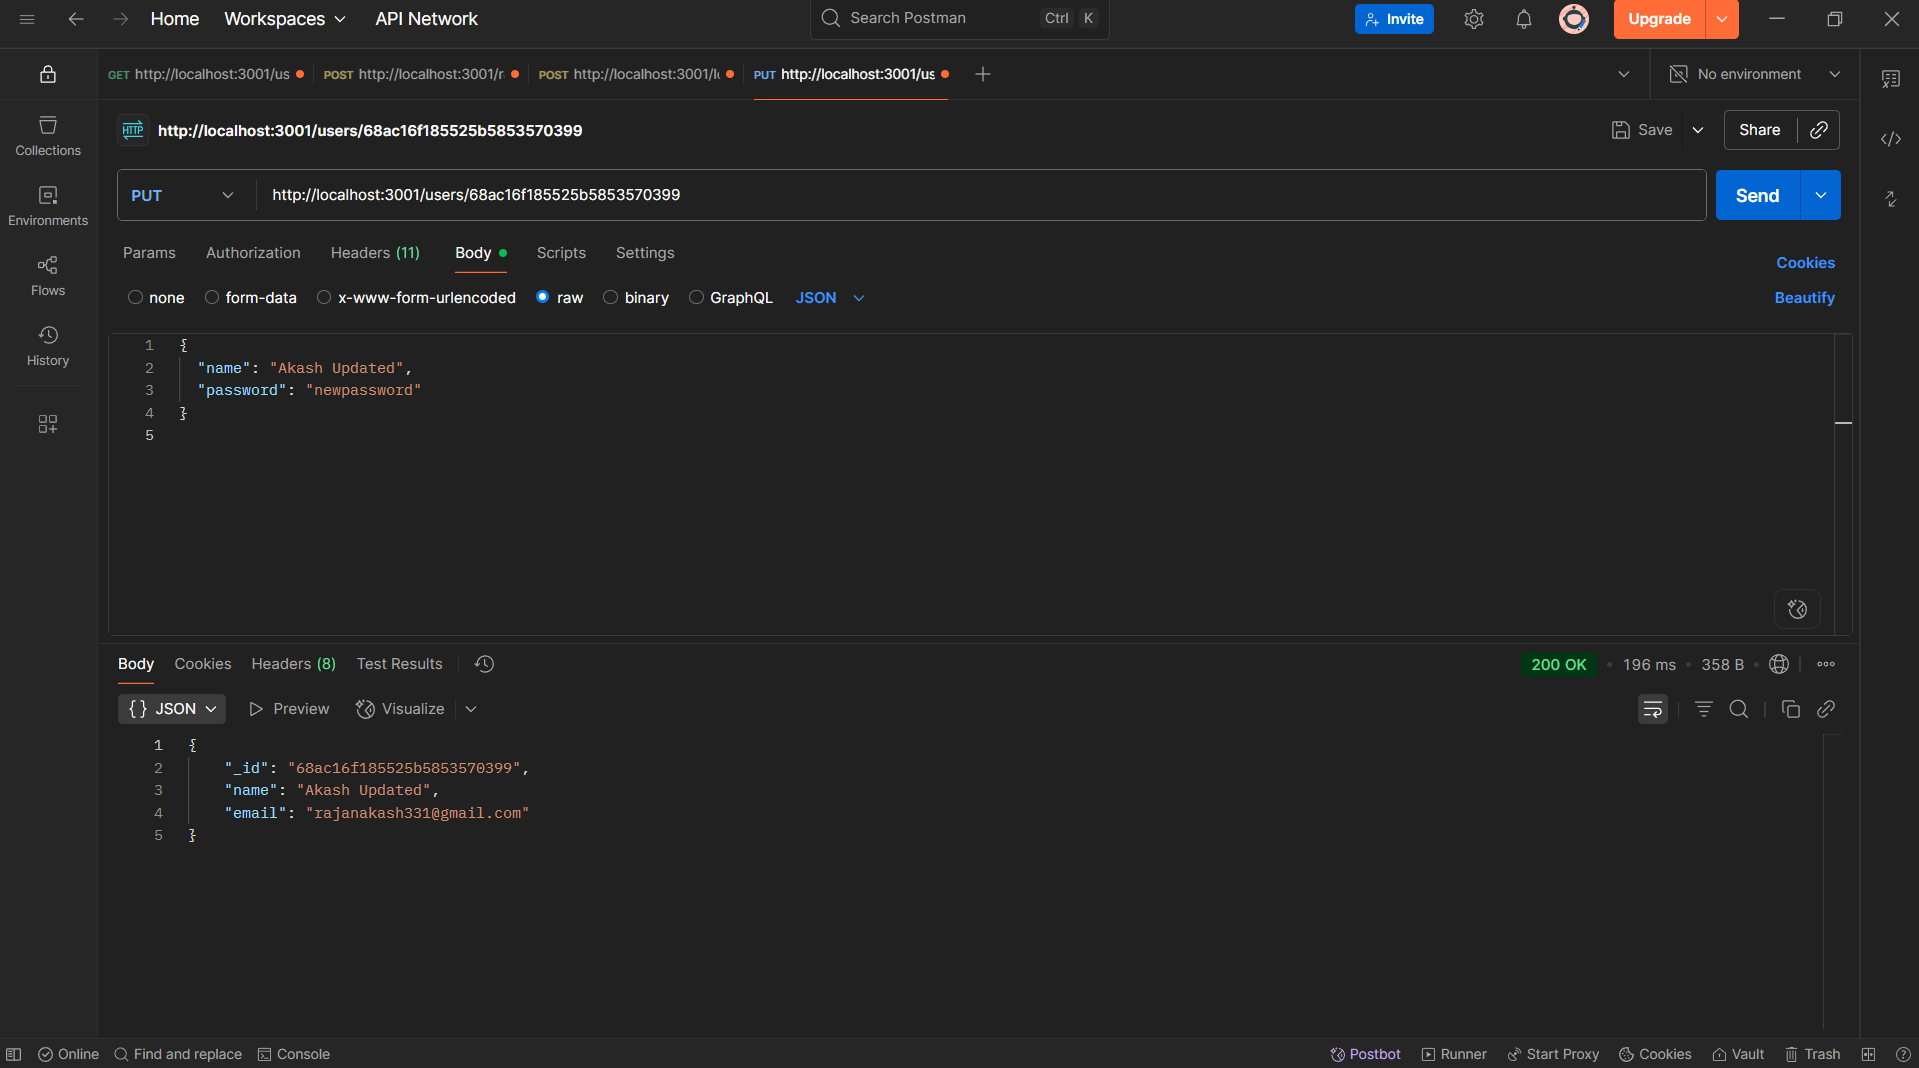 Home Workspaces API Network Search Postman Ctrl K Invite Upgrade
GET http://localhost:3001/us POST http://localhost:3001/r POST http://localhost:3001/l PUT http://localhost:3001/us No environment
HTTP http://localhost:3001/users/68ac16f185525b5853570399 Save Share
PUT http://localhost:3001/users/68ac16f185525b5853570399 Send
Collections
Environments
Flows
History
Params Authorization Headers (11) Body Scripts Settings Cookies
none form-data x-www-form-urlencoded raw binary GraphQL JSON Beautify
1 {
2 "name": "Akash Updated",
3 "password": "newpassword"
4 }
5
Body Cookies Headers (8) Test Results 200 OK • 196 ms • 358 B •
{} JSON Preview Visualize
1 {
2 "_id": "68ac16f185525b5853570399",
3 "name": "Akash Updated",
4 "email": "rajanakash331@gmail.com"
5 }
Online Find and replace Console Postbot Runner Start Proxy Cookies Vault Trash